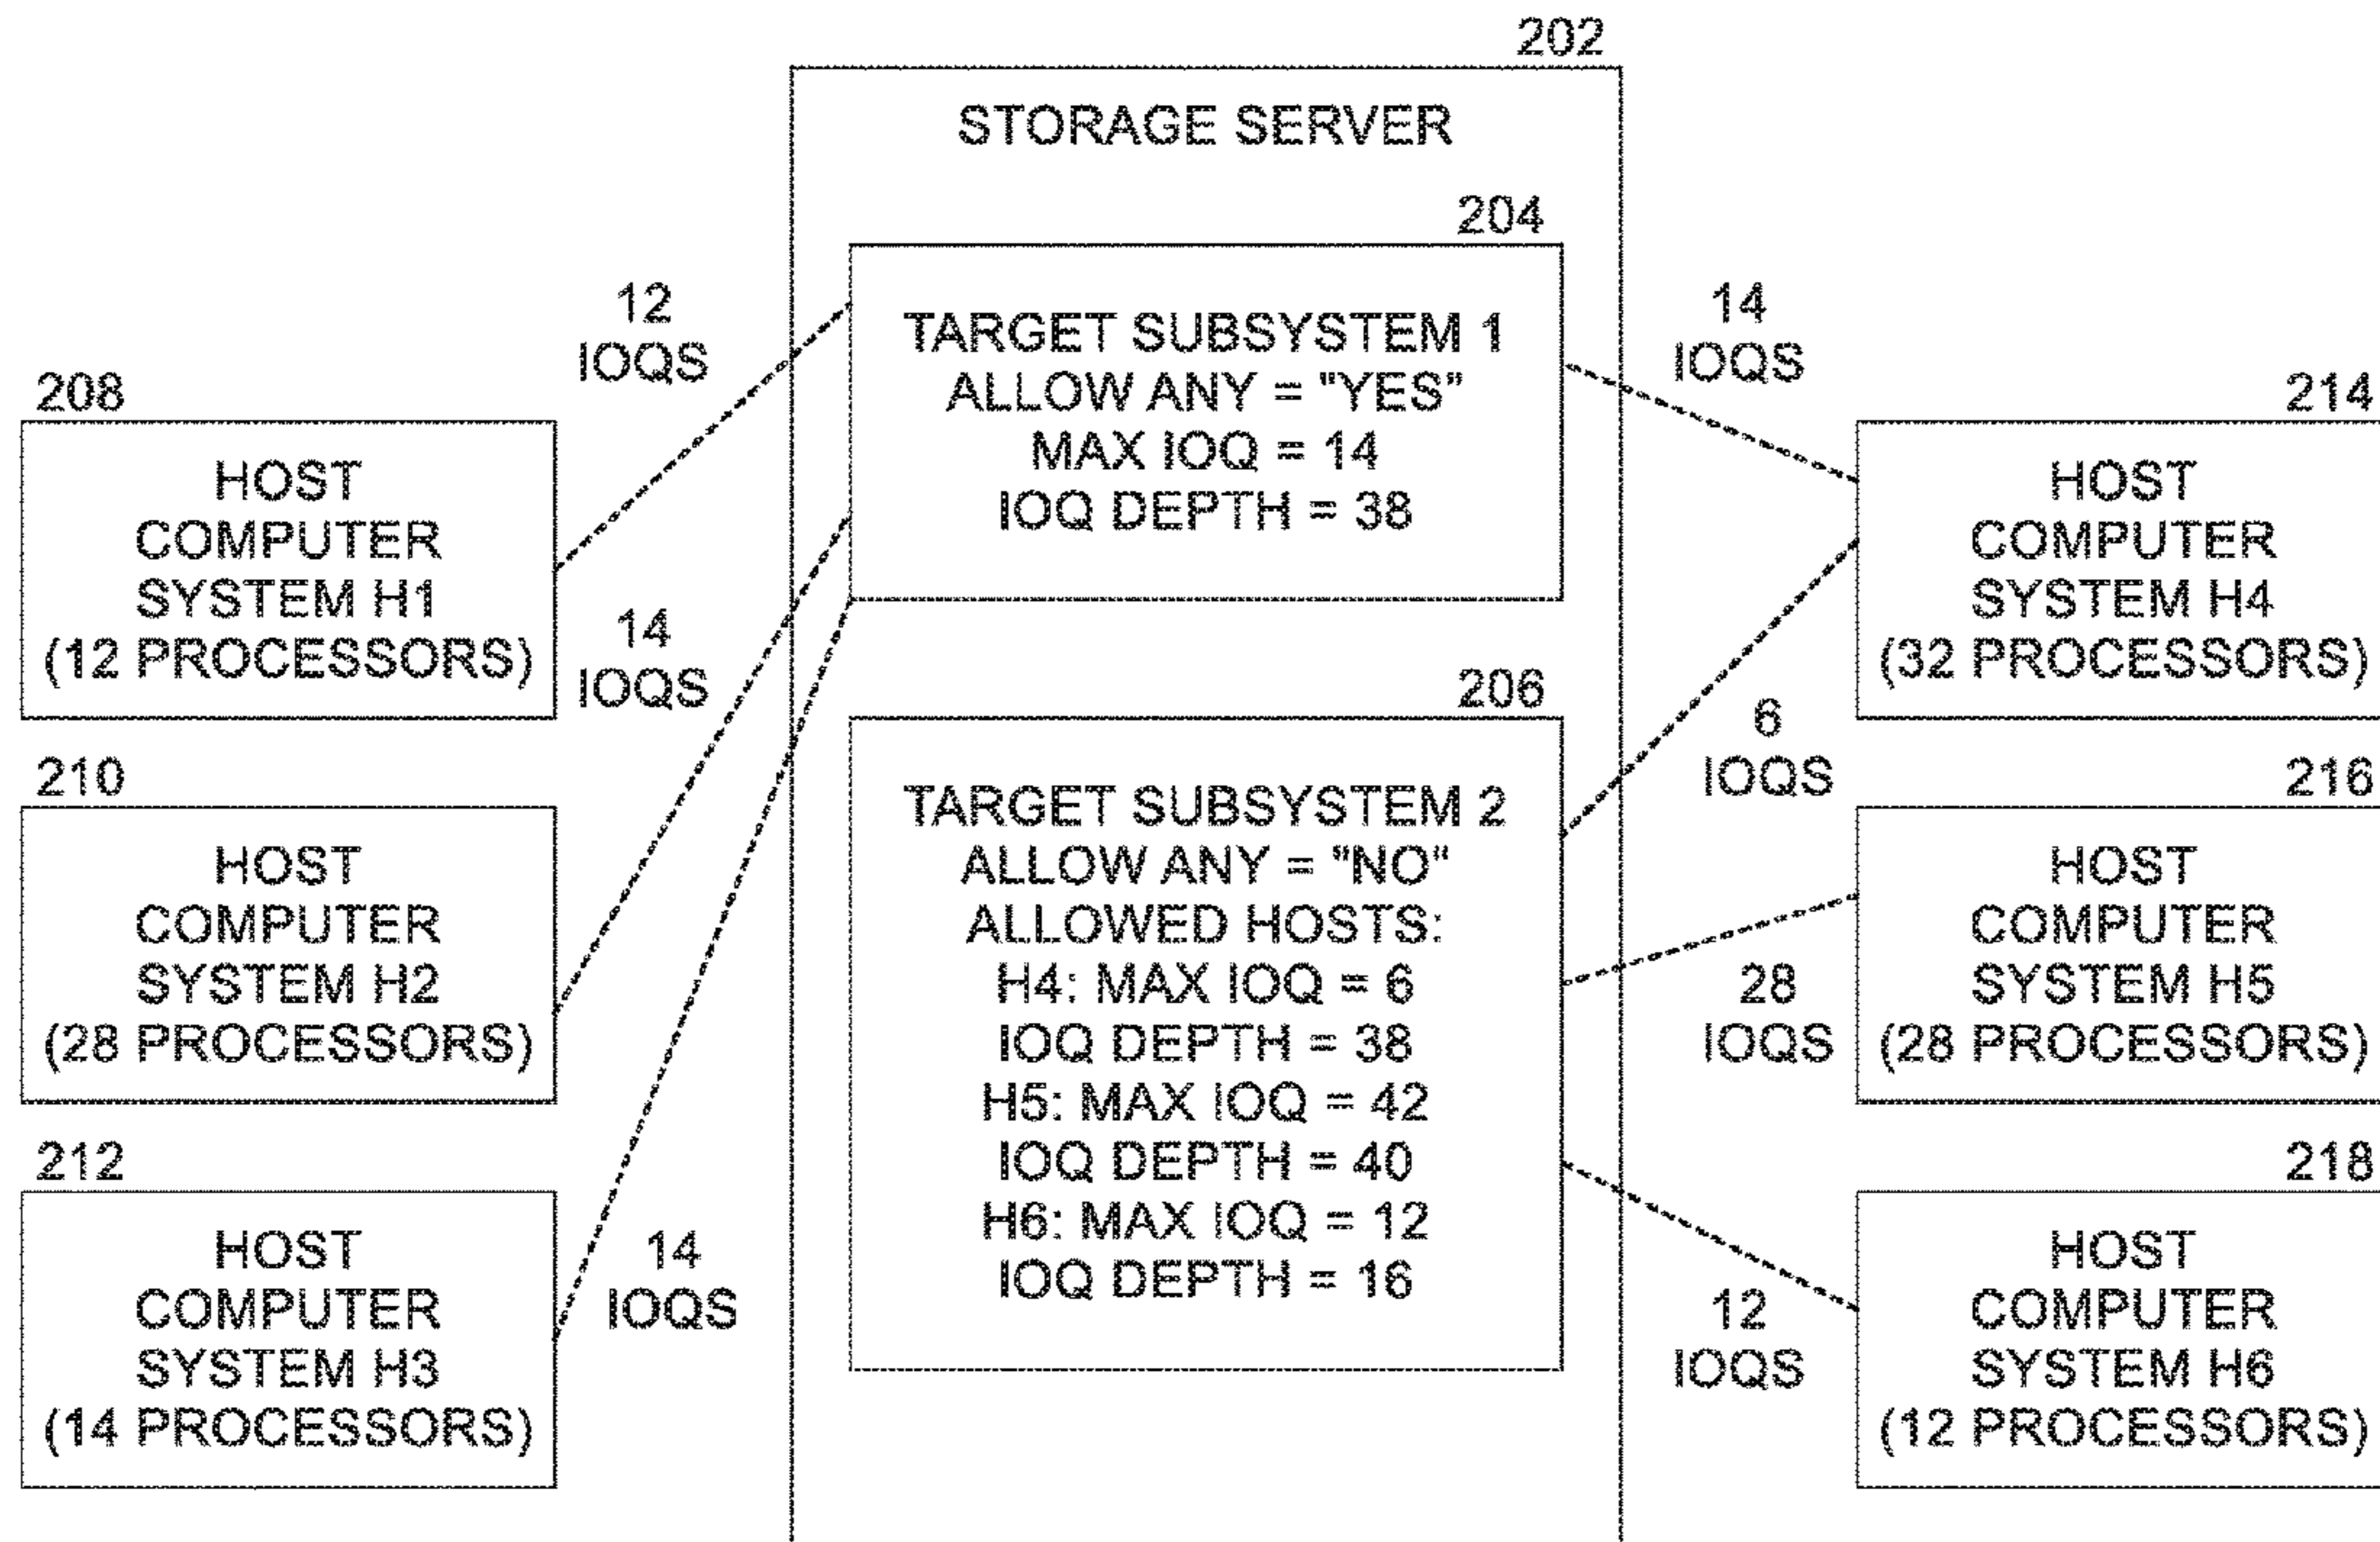 202
STORAGE SERVER
204
TARGET SUBSYSTEM 1
ALLOW ANY = "YES"
MAX IOQ = 14
IOQ DEPTH = 38
206
TARGET SUBSYSTEM 2
ALLOW ANY = "NO"
ALLOWED HOSTS:
H4: MAX IOQ = 6
IOQ DEPTH = 38
H5: MAX IOQ = 42
IOQ DEPTH = 40
H6: MAX IOQ = 12
IOQ DEPTH = 16
208
HOST
COMPUTER
SYSTEM H1
(12 PROCESSORS)
12
IOQS
210
HOST
COMPUTER
SYSTEM H2
(28 PROCESSORS)
14
IOQS
212
HOST
COMPUTER
SYSTEM H3
(14 PROCESSORS)
14
IOQS
214
HOST
COMPUTER
SYSTEM H4
(32 PROCESSORS)
14
IOQS
6
IOQS
216
HOST
COMPUTER
SYSTEM H5
(28 PROCESSORS)
28
IOQS
218
HOST
COMPUTER
SYSTEM H6
(12 PROCESSORS)
12
IOQS